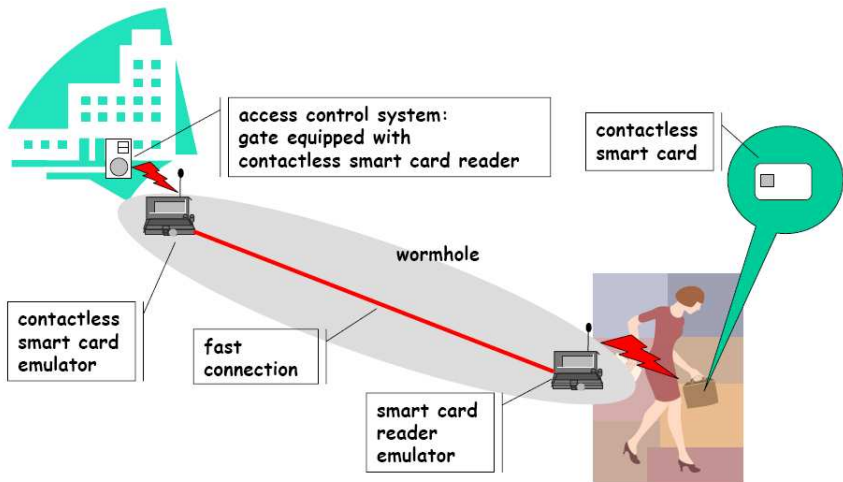 access control system:
gate equipped with
contactless smart card reader
contactless
smart card
wormhole
contactless
smart card
emulator
fast
connection
smart card
reader
emulator